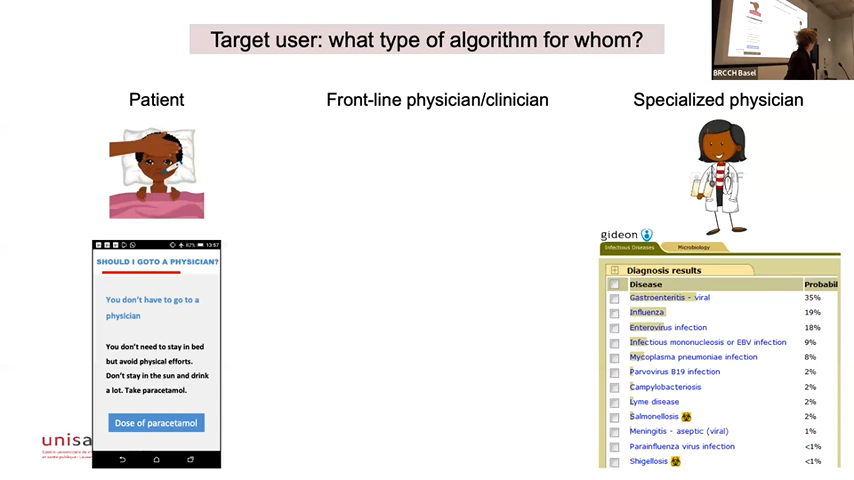 Target user: what type of algorithm for whom?
BRCCH Basel
Patient
Front-line physician/clinician
Specialized physician
82% 13:57
SHOULD I GOTO A PHYSICIAN?
You don't have to go to a
physician
You don't need to stay in bed
but avoid physical efforts.
Don't stay in the sun and drink
a lot. Take paracetamol.
Dose of paracetamol
unisa
gideon
Infectious Diseases Microbiology
Diagnosis results
Disease Probabil
Gastroenteritis - viral 35%
Influenza 19%
Enterovirus infection 18%
Infectious mononucleosis or EBV infection 9%
Mycoplasma pneumoniae infection 8%
Parvovirus B19 infection 2%
Campylobacteriosis 2%
Lyme disease 2%
Salmonellosis 2%
Meningitis - aseptic (viral) 1%
Parainfluenza virus infection <1%
Shigellosis <1%